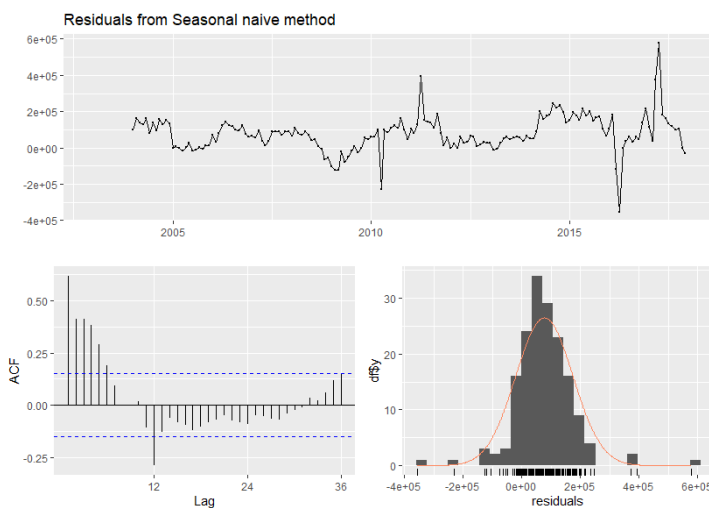 Residuals from Seasonal naive method
6e+05
4e+05
2e+05
0e+00
-2e+05
-4e+05
2005 2010 2015
0.50
0.25
0.00
-0.25
ACF
12 24 36
Lag
30
20
10
0
df$y
-4e+05 -2e+05 0e+00 2e+05 4e+05 6e+05
residuals